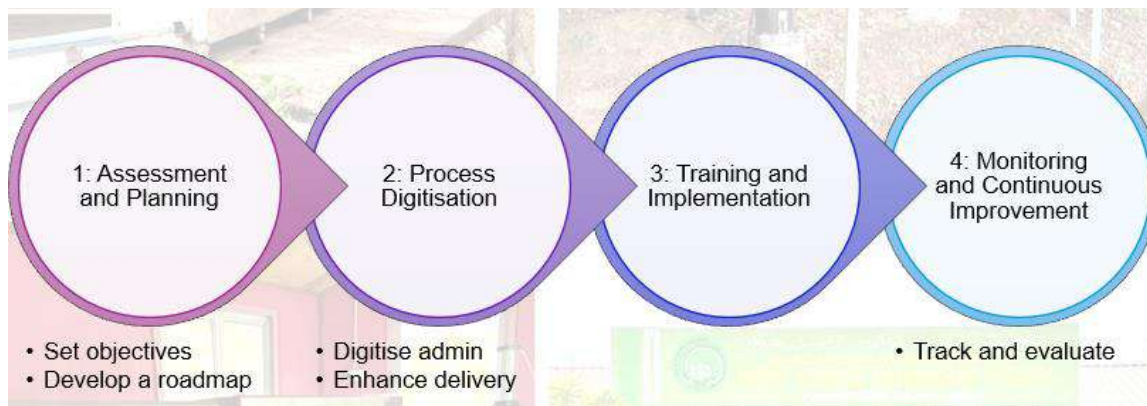 1: Assessment
and Planning
2: Process
Digitisation
3: Training and
Implementation
4: Monitoring
and Continuous
Improvement
• Set objectives
• Develop a roadmap
• Digitise admin
• Enhance delivery
• Track and evaluate